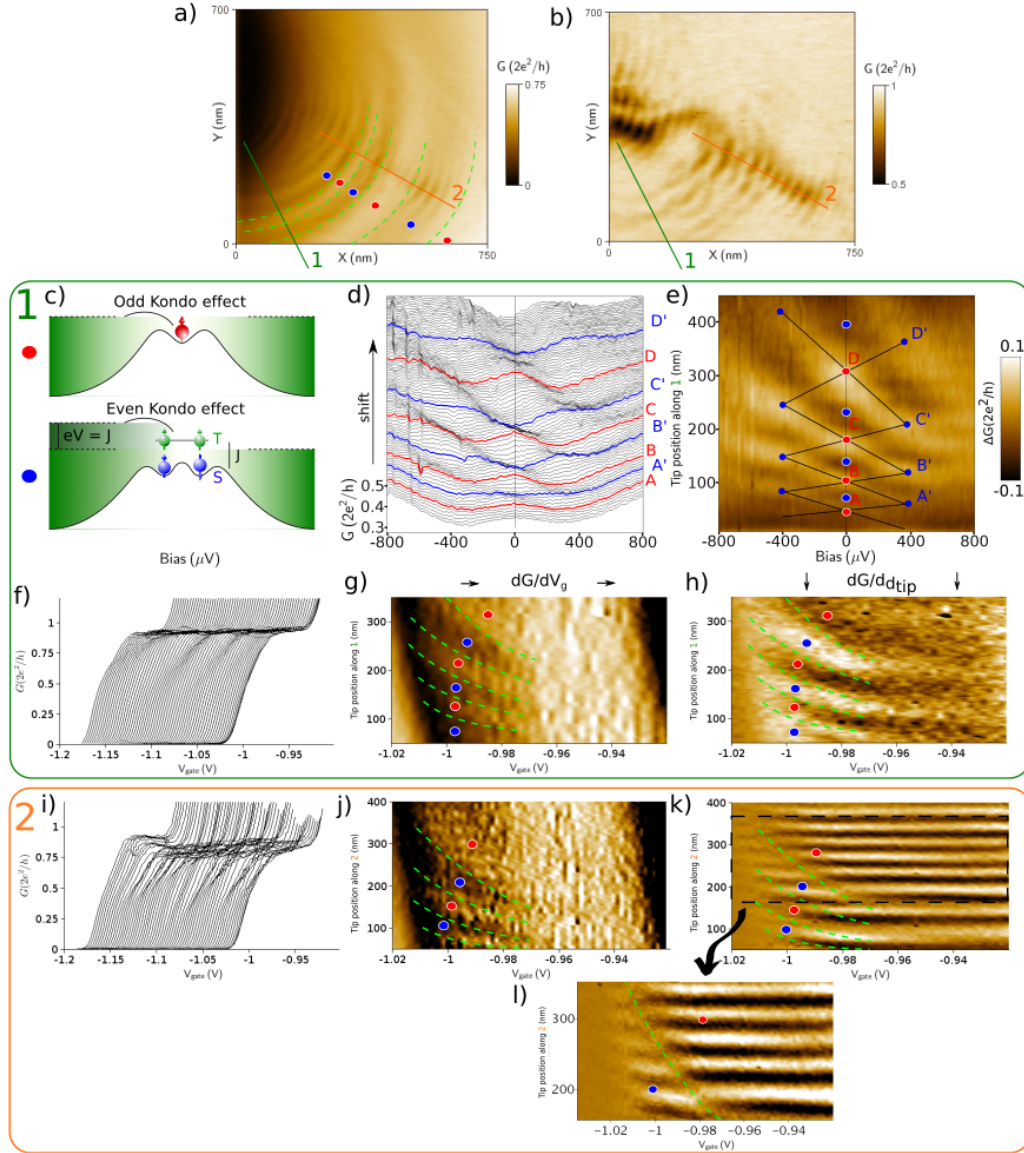 a)
700
0
Y (nm)
0
X (nm)
750
G (2e²/h)
0.75
0
1
2
b)
700
0
Y (nm)
0
X (nm)
750
G (2e²/h)
1
0.5
1
2
1
c)
Odd Kondo effect
Even Kondo effect
eV = J
T
J
S
Bias (μV)
d)
shift
G (2e²/h)
0.5
0.4
0.3
-800
-400
0
400
800
D'
D
C'
C
B'
B
A'
A
e)
Tip position along 1 (nm)
400
300
200
100
-800
-400
0
400
800
Bias (μV)
D
D'
C
C'
B
B'
A
A'
0.1
ΔG(2e²/h)
-0.1
f)
G(2e²/h)
1
0.75
0.5
0.25
0
-1.2
-1.15
-1.1
-1.05
-1
-0.95
Vgate (V)
g)
→ dG/dVg →
Tip position along 1 (nm)
300
200
100
-1.02
-1
-0.98
-0.96
-0.94
Vgate (V)
h)
↓ dG/ddtip ↓
Tip position along 1 (nm)
300
200
100
-1.02
-1
-0.98
-0.96
-0.94
Vgate (V)
2
i)
G(2e²/h)
1
0.75
0.5
0.25
0
-1.2
-1.15
-1.1
-1.05
-1
-0.95
Vgate (V)
j)
Tip position along 2 (nm)
400
300
200
100
-1.02
-1
-0.98
-0.96
-0.94
Vgate (V)
k)
Tip position along 2 (nm)
400
300
200
100
-1.02
-1
-0.98
-0.96
-0.94
Vgate (V)
l)
Tip position along 2 (nm)
300
200
−1.02
−1
−0.98
−0.96
−0.94
Vgate (V)